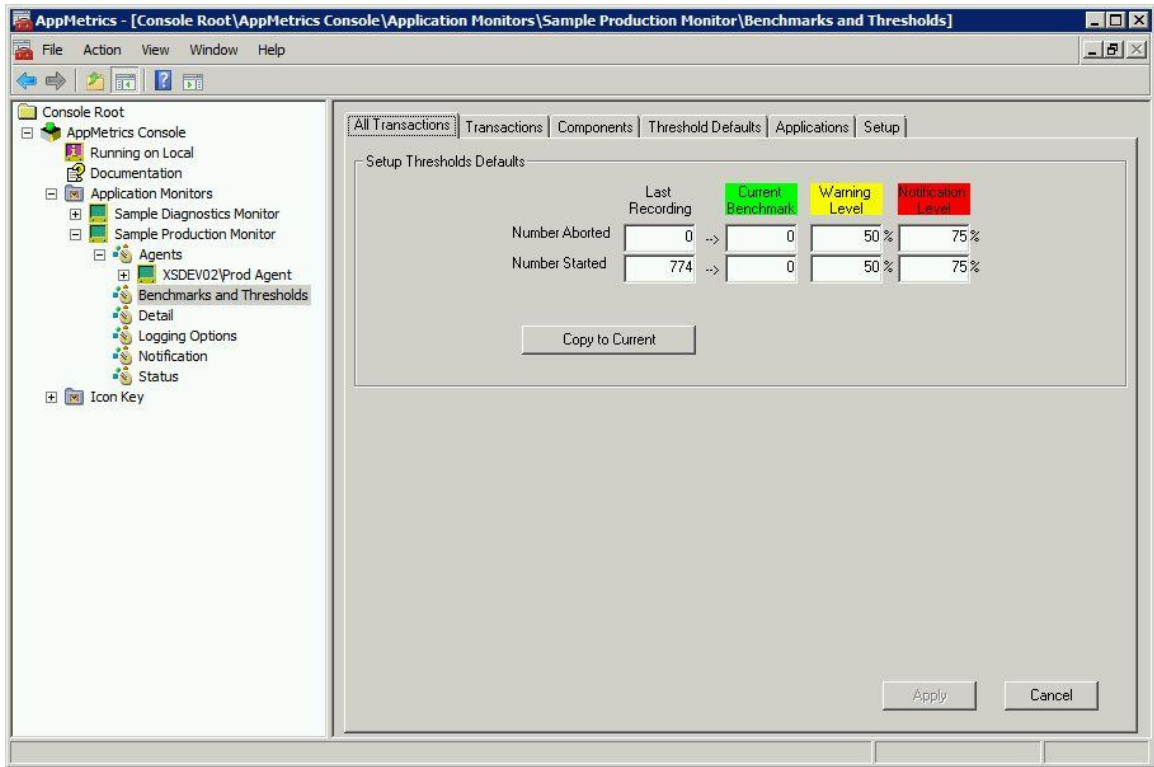 AppMetrics - [Console Root\AppMetrics Console\Application Monitors\Sample Production Monitor\Benchmarks and Thresholds]
File Action View Window Help
Console Root
AppMetrics Console
Running on Local
Documentation
Application Monitors
Sample Diagnostics Monitor
Sample Production Monitor
Agents
XSDEV02\Prod Agent
Benchmarks and Thresholds
Detail
Logging Options
Notification
Status
Icon Key
All Transactions Transactions Components Threshold Defaults Applications Setup
Setup Thresholds Defaults
Last Current Warning Notification
Recording Benchmark Level Level
Number Aborted 0 --> 0 50 % 75 %
Number Started 774 --> 0 50 % 75 %
Copy to Current
Apply Cancel